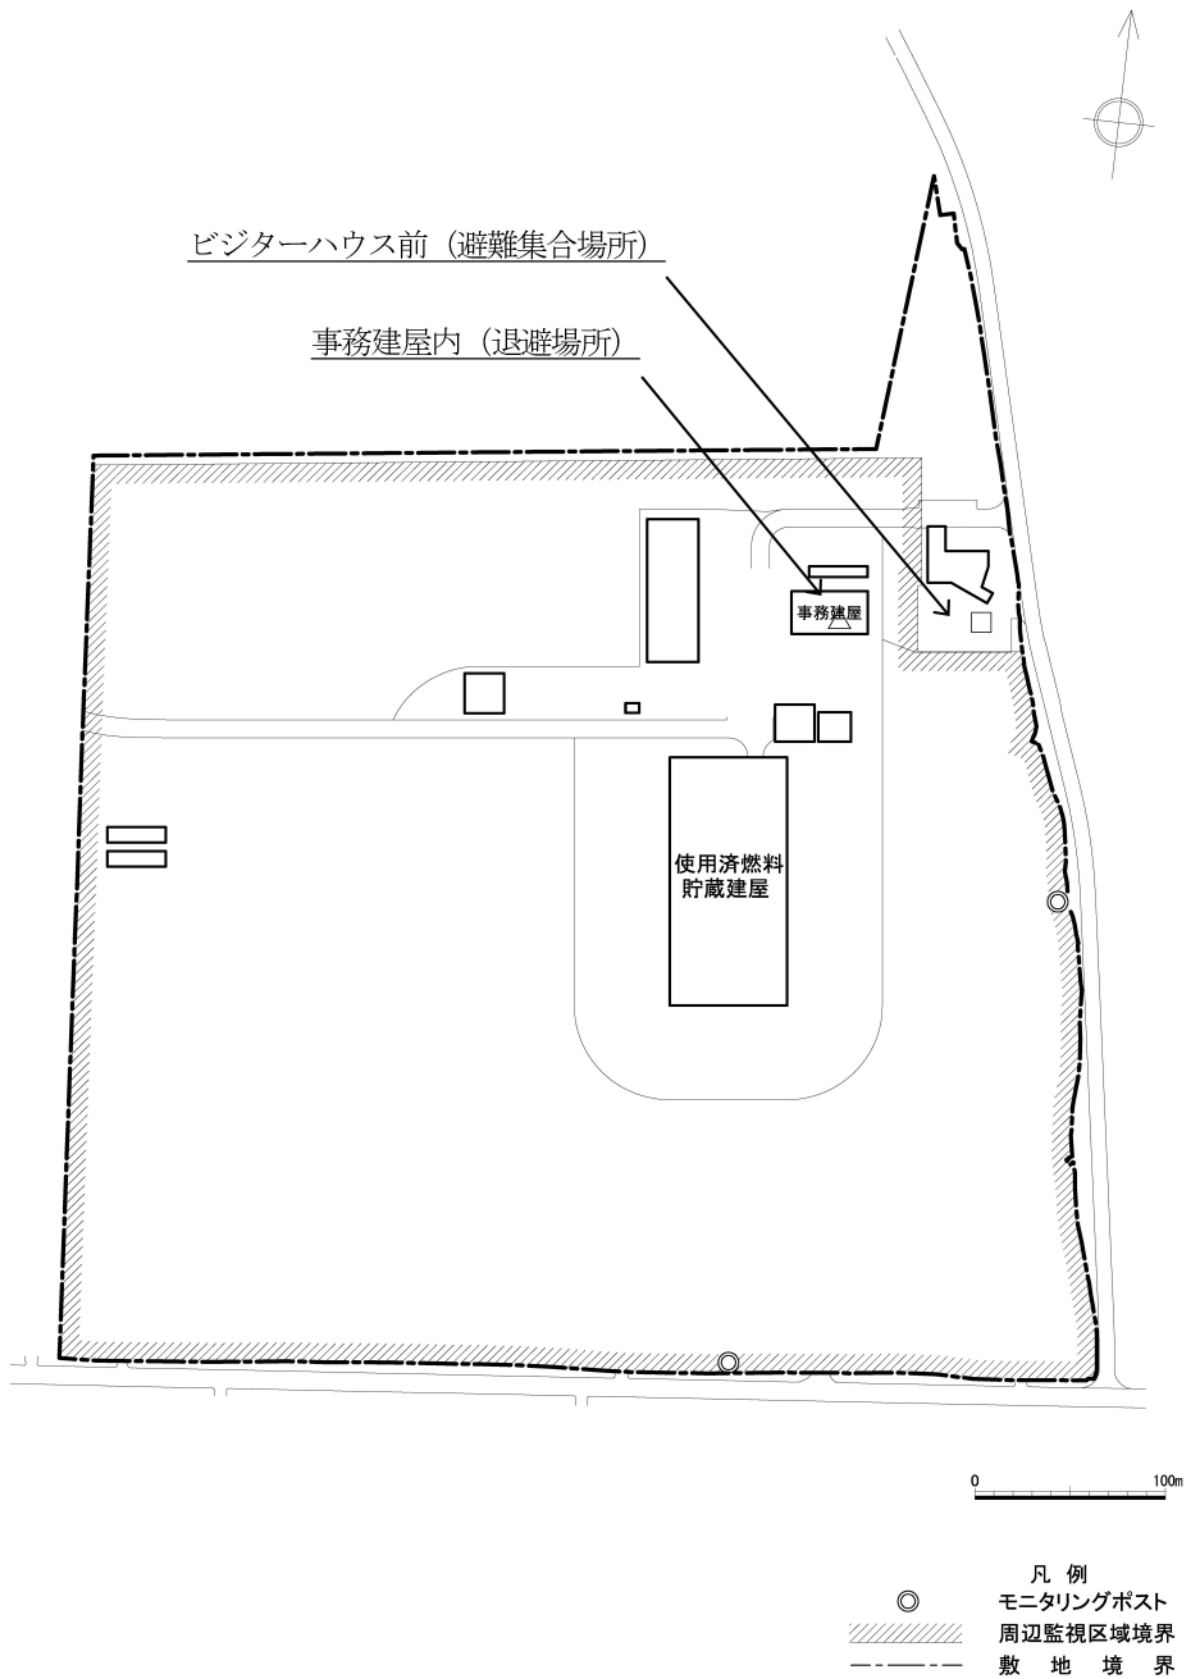 ビジターハウス前（避難集合場所）
事務建屋内（退避場所）
事務建屋
使用済燃料
貯蔵建屋
0 100m
凡 例
モニタリングポスト
周辺監視区域境界
敷 地 境 界